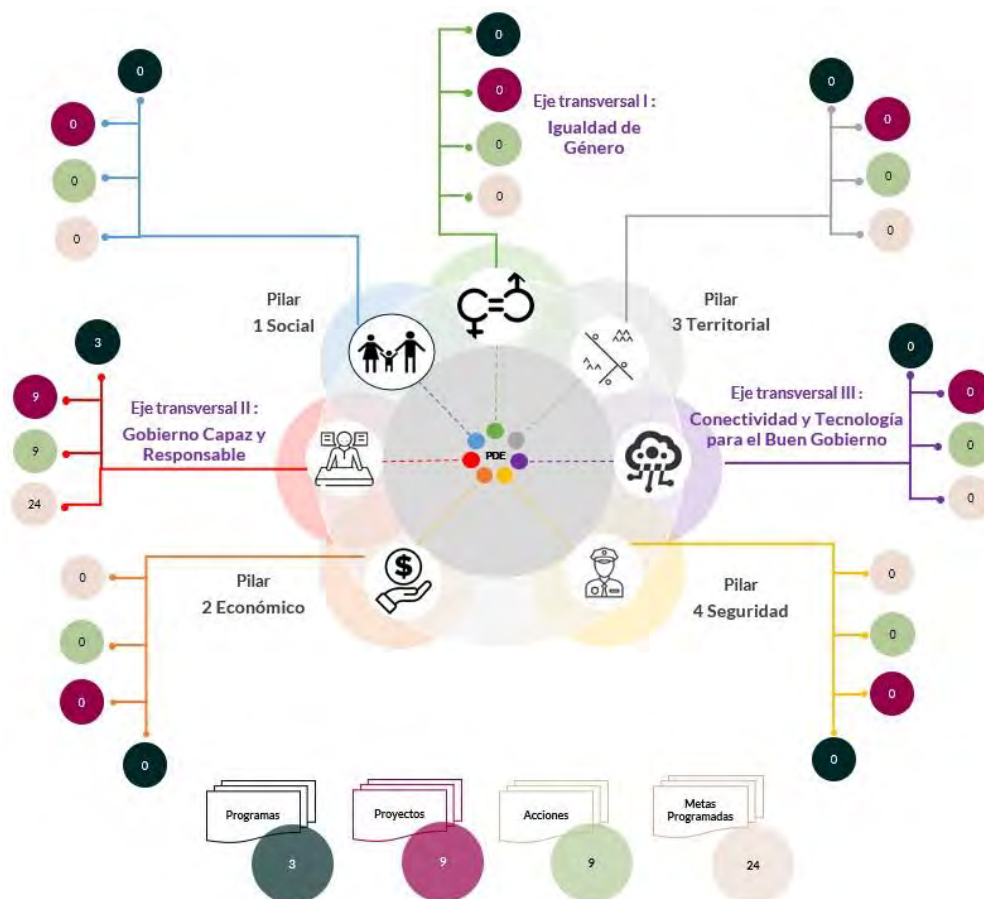 0
0
0
0
0
0
0
0
Eje transversal I :
Igualdad de
Género
0
0
0
0
Pilar
1 Social
Pilar
3 Territorial
3
9
9
24
Eje transversal II :
Gobierno Capaz y
Responsable
PDE
Eje transversal III :
Conectividad y Tecnología
para el Buen Gobierno
0
0
0
0
$
Pilar
2 Económico
0
0
0
0
Pilar
4 Seguridad
0
0
0
0
Programas
3
Proyectos
9
Acciones
9
Metas
Programadas
24